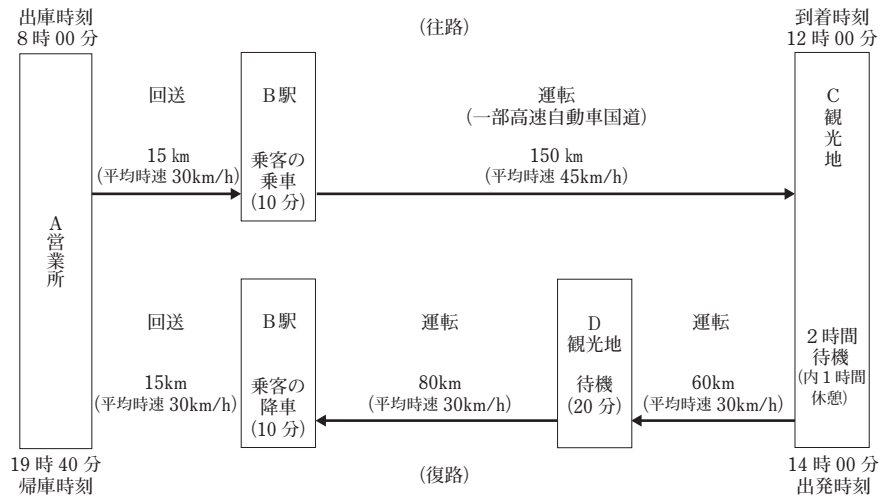 出庫時刻
8時00分
(往路)
到着時刻
12時00分
A営業所
回送
15 km
(平均時速 30km/h)
B駅
乗客の
乗車
(10 分)
運転
(一部高速自動車国道)
150 km
(平均時速 45km/h)
C観光地
2時間
待機
(内1時間
休憩)
回送
15km
(平均時速 30km/h)
B駅
乗客の
降車
(10 分)
運転
80km
(平均時速 30km/h)
D
観光地
待機
(20 分)
運転
60km
(平均時速 30km/h)
19時40分
帰庫時刻
(復路)
14時00分
出発時刻